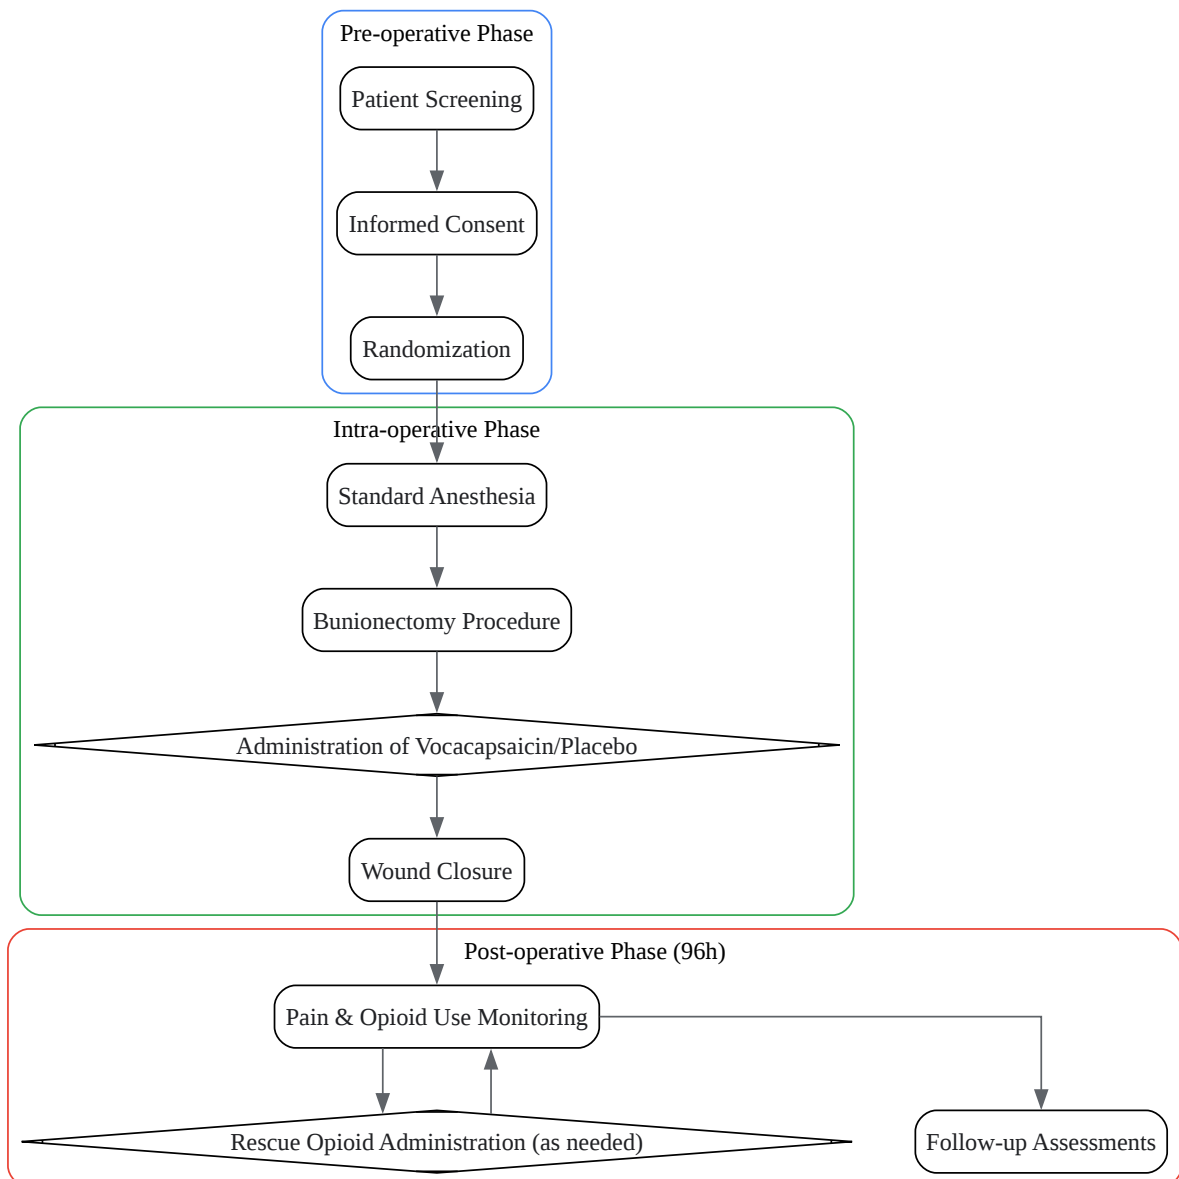 Pre-operative Phase
Patient Screening
Informed Consent
Randomization
Intra-operative Phase
Standard Anesthesia
Bunionectomy Procedure
Administration of Vocacapsaicin/Placebo
Wound Closure
Post-operative Phase (96h)
Pain & Opioid Use Monitoring
Rescue Opioid Administration (as needed)
Follow-up Assessments